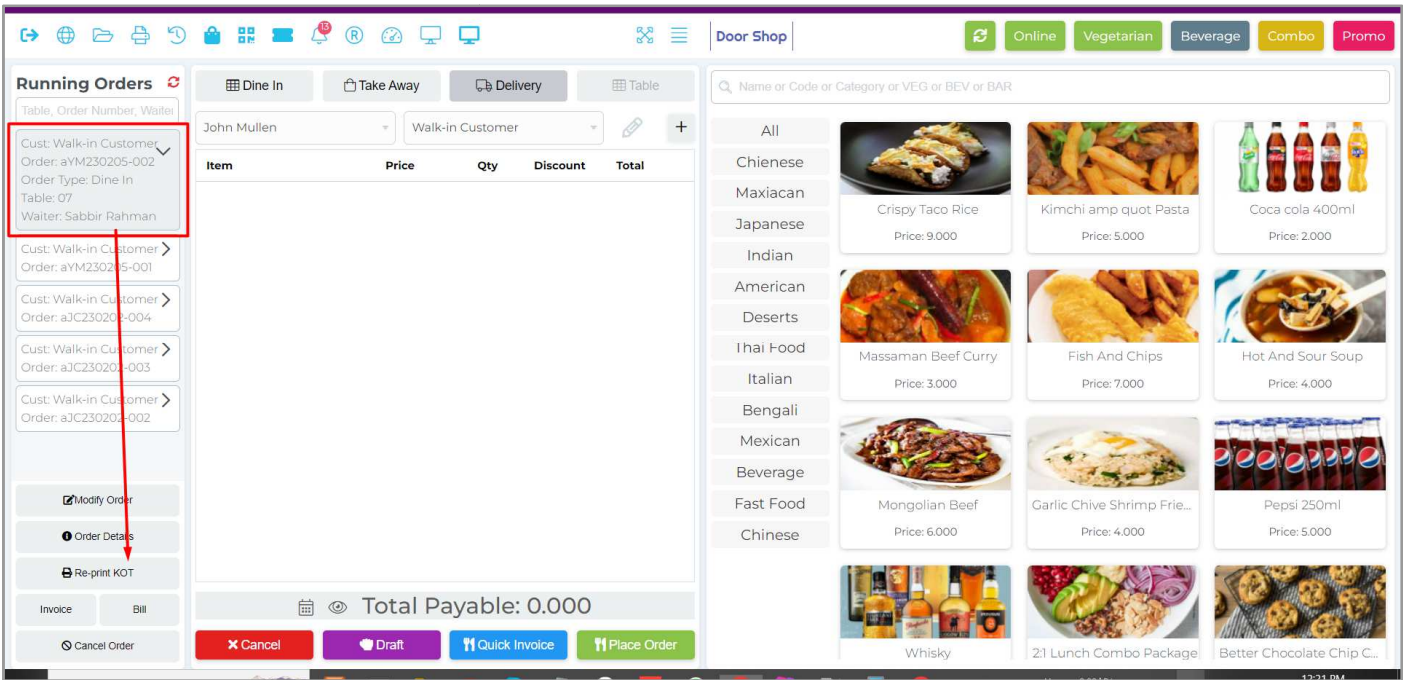 13
R
Door Shop
Online
Vegetarian
Beverage
Combo
Promo
Running Orders
Table, Order Number, Waiter
Cust: Walk-in Customer
Order: aYM230205-002
Order Type: Dine In
Table: 07
Waiter: Sabbir Rahman
Cust: Walk-in Customer
Order: aYM230205-001
Cust: Walk-in Customer
Order: aJC230202-004
Cust: Walk-in Customer
Order: aJC230202-003
Cust: Walk-in Customer
Order: aJC230202-002
Modify Order
Order Details
Re-print KOT
Invoice
Bill
Cancel Order
Dine In
Take Away
Delivery
Table
John Mullen
Walk-in Customer
+
Item Price Qty Discount Total
Total Payable: 0.000
Cancel
Draft
Quick Invoice
Place Order
Name or Code or Category or VEG or BEV or BAR
All
Chienese
Maxiacan
Japanese
Indian
American
Deserts
Thai Food
Italian
Bengali
Mexican
Beverage
Fast Food
Chinese
Crispy Taco Rice
Price: 9.000
Kimchi amp quot Pasta
Price: 5.000
Coca cola 400ml
Price: 2.000
Massaman Beef Curry
Price: 3.000
Fish And Chips
Price: 7.000
Hot And Sour Soup
Price: 4.000
Mongolian Beef
Price: 6.000
Garlic Chive Shrimp Frie...
Price: 4.000
Pepsi 250ml
Price: 5.000
Whisky
2:1 Lunch Combo Package
Better Chocolate Chip C...
12:21 PM